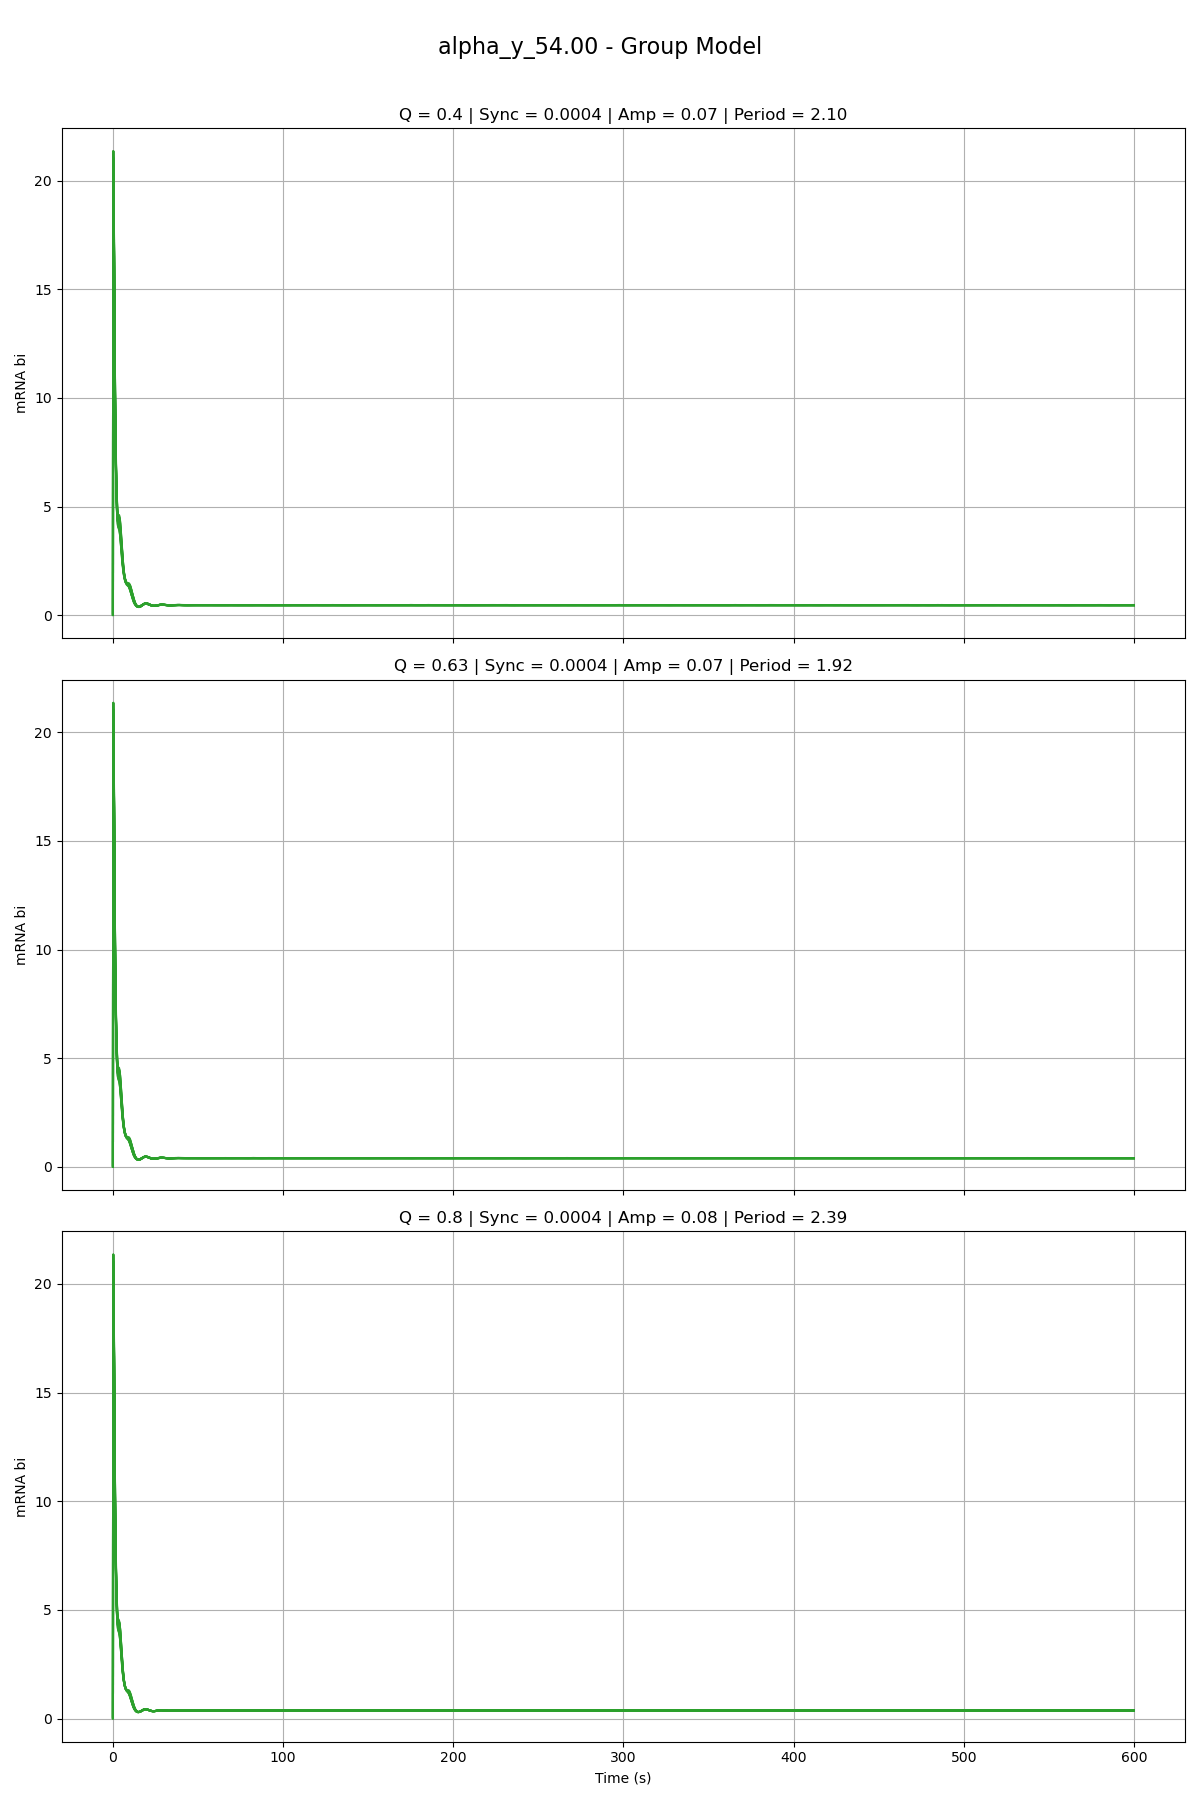 alpha_y_54.00 - Group Model
Q = 0.4 | Sync = 0.0004 | Amp = 0.07 | Period = 2.10
20
15
10
5
0
mRNA bi
Q = 0.63 | Sync = 0.0004 | Amp = 0.07 | Period = 1.92
20
15
10
5
0
mRNA bi
Q = 0.8 | Sync = 0.0004 | Amp = 0.08 | Period = 2.39
20
15
10
5
0
mRNA bi
0 100 200 300 400 500 600
Time (s)